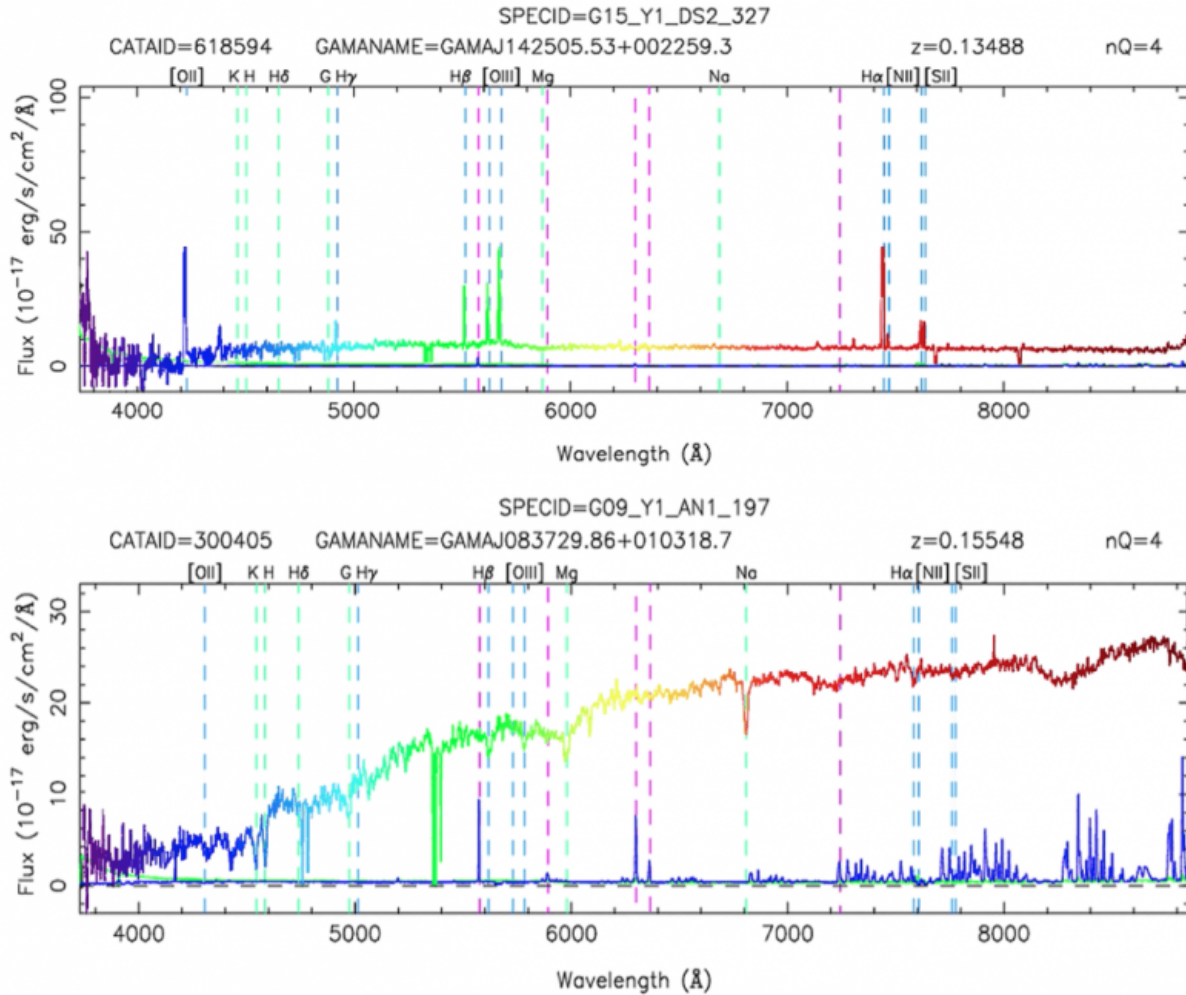 SPECID=G15_Y1_DS2_327
CATAID=618594 GAMANAME=GAMAJ142505.53+002259.3 z=0.13488 nQ=4
[OII] K H Hδ G Hγ Hβ [OIII] Mg Na Hα [NII] [SII]
100
50
0
Flux (10⁻¹⁷ erg/s/cm²/Å)
4000 5000 6000 7000 8000
Wavelength (Å)
SPECID=G09_Y1_AN1_197
CATAID=300405 GAMANAME=GAMAJ083729.86+010318.7 z=0.15548 nQ=4
[OII] K H Hδ G Hγ Hβ [OIII] Mg Na Hα [NII] [SII]
30
20
10
0
Flux (10⁻¹⁷ erg/s/cm²/Å)
4000 5000 6000 7000 8000
Wavelength (Å)